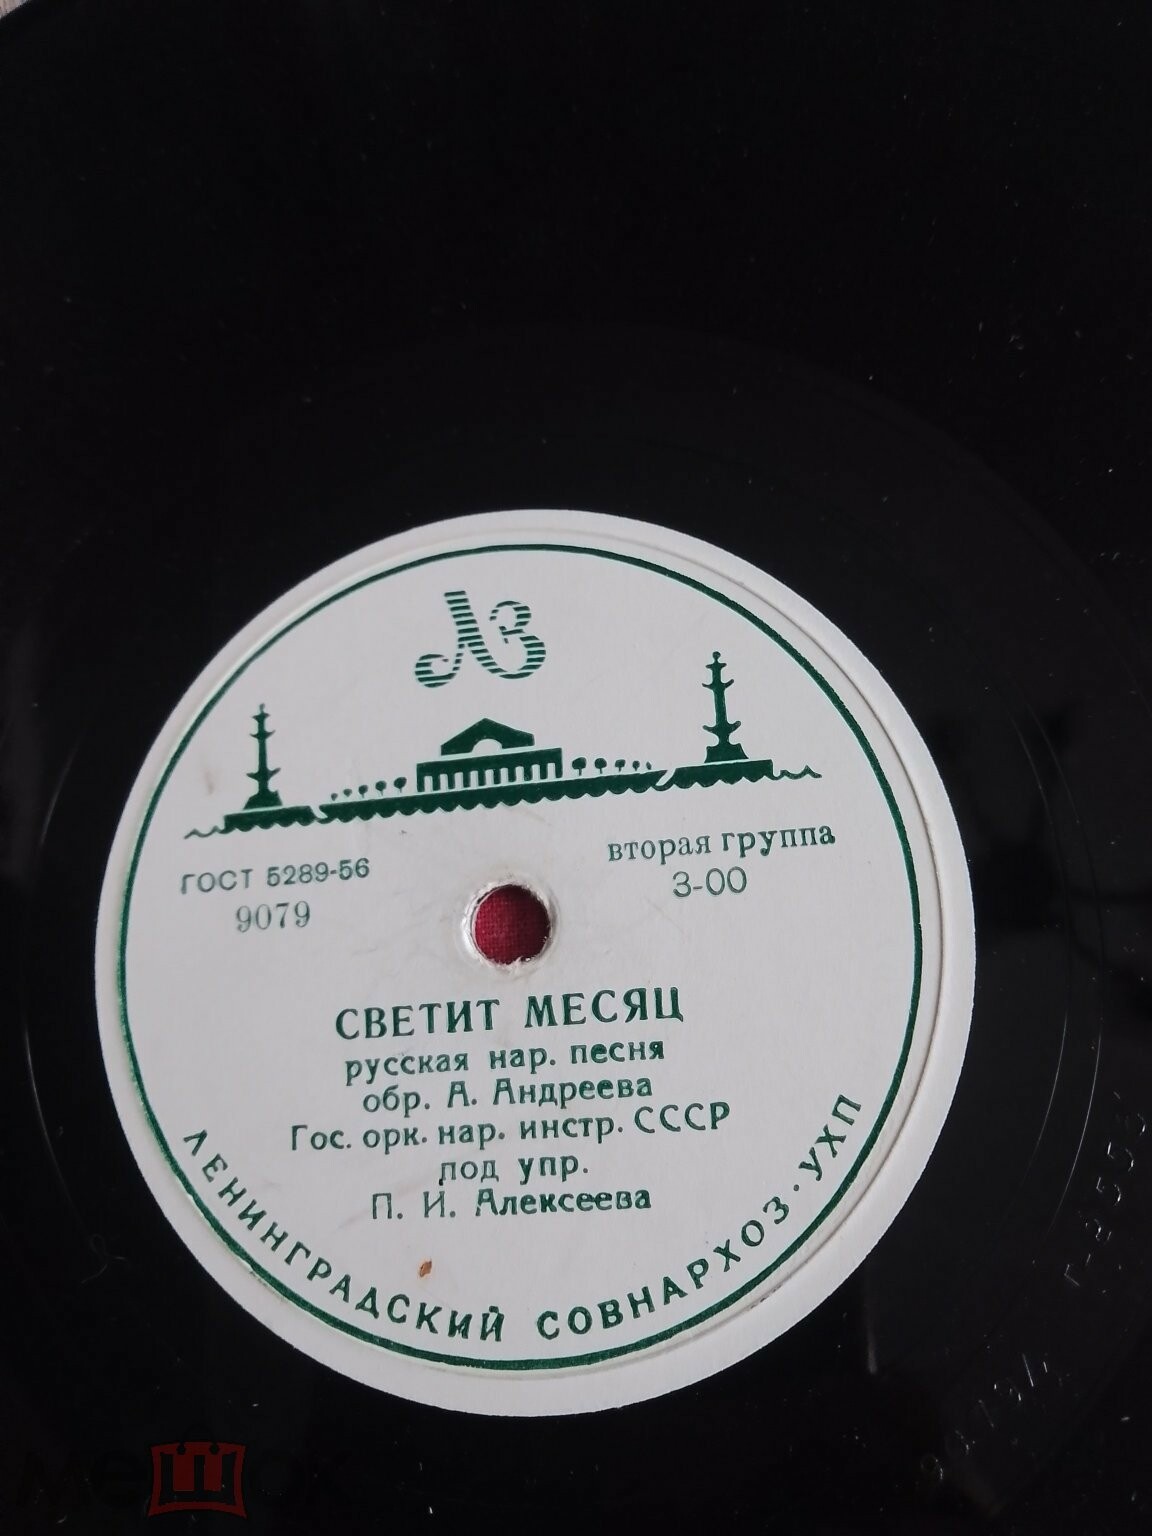 ЛЗ
ГОСТ 5289-56
9079
вторая группа
3-00
СВЕТИТ МЕСЯЦ
русская нар. песня
обр. А. Андреева
Гос. орк. нар. инстр. СССР
под упр.
П. И. Алексеева
ЛЕНИНГРАДСКИЙ СОВНАРХОЗ · УХП
мешок